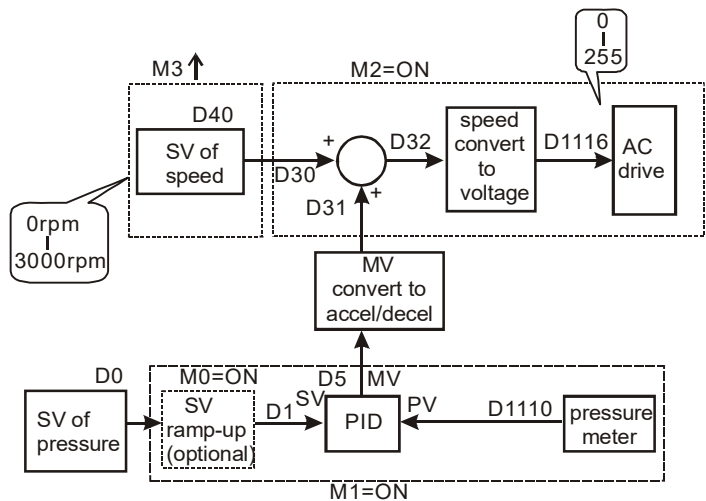 0
255
M3
M2=ON
D40
SV of
speed
+
D30
D32
speed
convert
to
voltage
D1116
AC
drive
+
D31
0rpm
3000rpm
MV
convert to
accel/decel
D0
M0=ON
D5
MV
SV of
pressure
SV
ramp-up
(optional)
D1
SV
PID
PV
D1110
pressure
meter
M1=ON